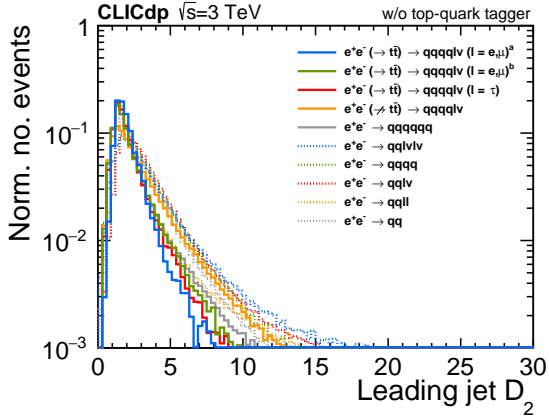 CLICdp √s=3 TeV w/o top-quark tagger
e⁺e⁻ (→ tt̄) → qqqqlν (l = e,μ)ᵃ
e⁺e⁻ (→ tt̄) → qqqqlν (l = e,μ)ᵇ
e⁺e⁻ (→ tt̄) → qqqqlν (l = τ)
e⁺e⁻ (↛ tt̄) → qqqqlν
e⁺e⁻ → qqqqqq
e⁺e⁻ → qqlνlν
e⁺e⁻ → qqqq
e⁺e⁻ → qqlν
e⁺e⁻ → qqll
e⁺e⁻ → qq
Norm. no. events
1
10⁻¹
10⁻²
10⁻³
0 5 10 15 20 25 30
Leading jet D₂